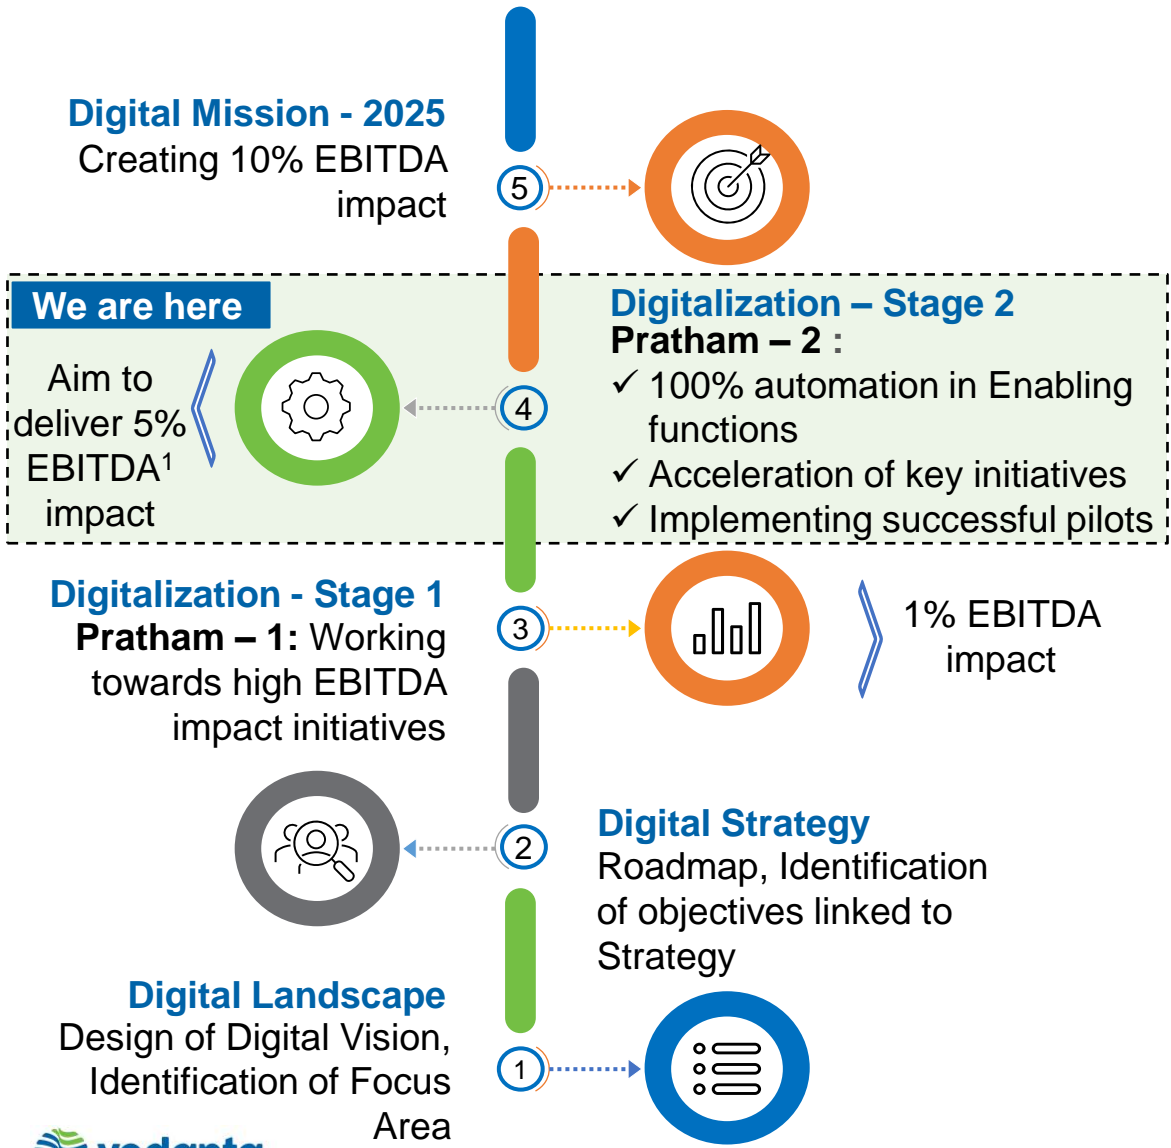 Digital Mission - 2025
Creating 10% EBITDA
impact
5
We are here
Aim to
deliver 5%
EBITDA¹
impact
4
Digitalization – Stage 2
Pratham – 2 :
✓ 100% automation in Enabling
functions
✓ Acceleration of key initiatives
✓ Implementing successful pilots
Digitalization - Stage 1
Pratham – 1: Working
towards high EBITDA
impact initiatives
3
1% EBITDA
impact
2
Digital Strategy
Roadmap, Identification
of objectives linked to
Strategy
Digital Landscape
Design of Digital Vision,
Identification of Focus
Area
1
vedanta